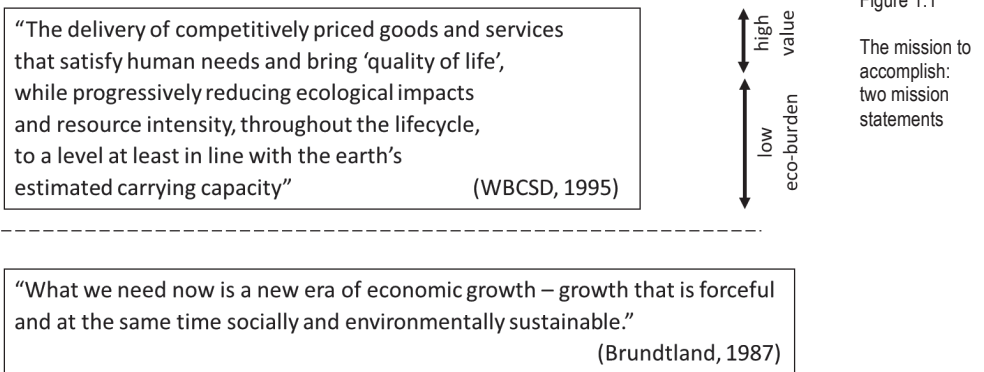 “The delivery of competitively priced goods and services
that satisfy human needs and bring ‘quality of life’,
while progressively reducing ecological impacts
and resource intensity, throughout the lifecycle,
to a level at least in line with the earth’s
estimated carrying capacity” (WBCSD, 1995)
high
value
low
eco-burden
Figure 1.1
The mission to
accomplish:
two mission
statements
“What we need now is a new era of economic growth – growth that is forceful
and at the same time socially and environmentally sustainable.”
(Brundtland, 1987)